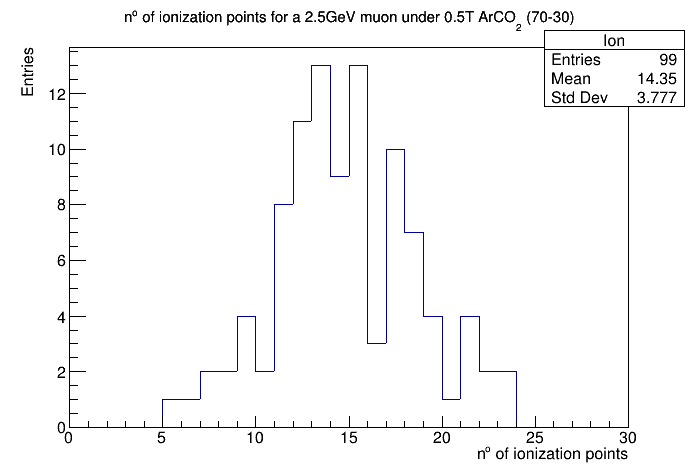 nº of ionization points for a 2.5GeV muon under 0.5T ArCO2 (70-30)
Ion
Entries 99
Mean 14.35
Std Dev 3.777
Entries
12
10
8
6
4
2
0
0 5 10 15 20 25 30
nº of ionization points